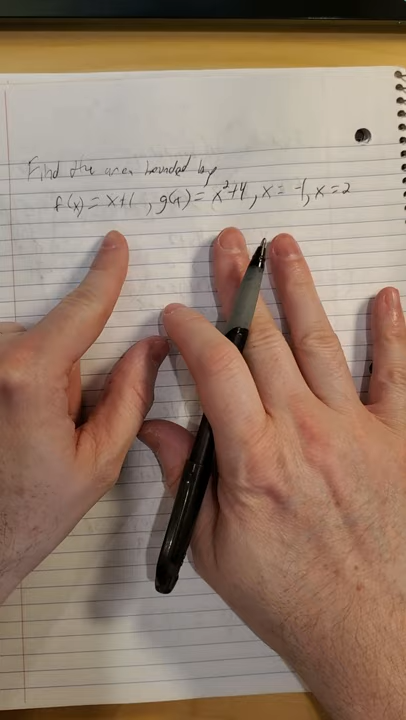 Find the area bounded by
f(x) = x+1, g(x) = x²+4, x = -1, x = 2